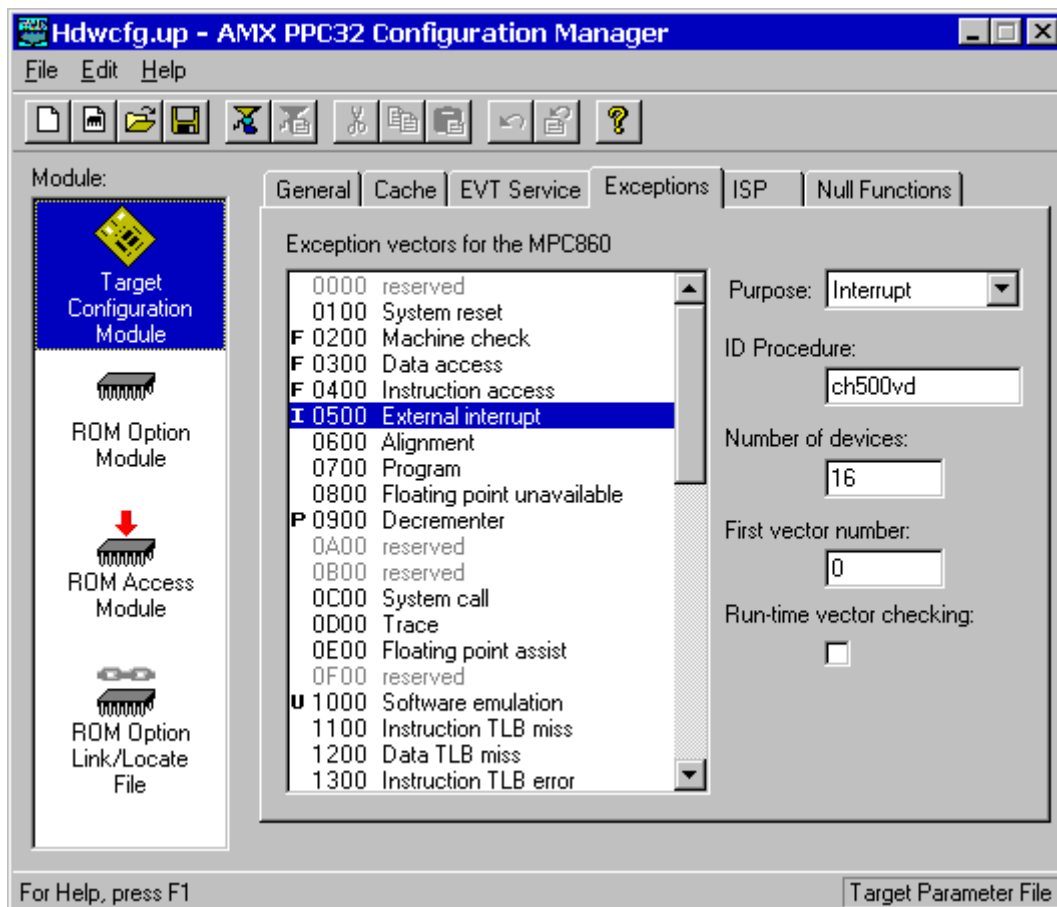 Hdwcfg.up - AMX PPC32 Configuration Manager
File Edit Help
Module:
Target
Configuration
Module
ROM Option
Module
ROM Access
Module
ROM Option
Link/Locate
File
General Cache EVT Service Exceptions ISP Null Functions
Exception vectors for the MPC860
0000 reserved
0100 System reset
F 0200 Machine check
F 0300 Data access
F 0400 Instruction access
I 0500 External interrupt
0600 Alignment
0700 Program
0800 Floating point unavailable
P 0900 Decrementer
0A00 reserved
0B00 reserved
0C00 System call
0D00 Trace
0E00 Floating point assist
0F00 reserved
U 1000 Software emulation
1100 Instruction TLB miss
1200 Data TLB miss
1300 Instruction TLB error
Purpose: Interrupt
ID Procedure:
ch500vd
Number of devices:
16
First vector number:
0
Run-time vector checking:
For Help, press F1
Target Parameter File